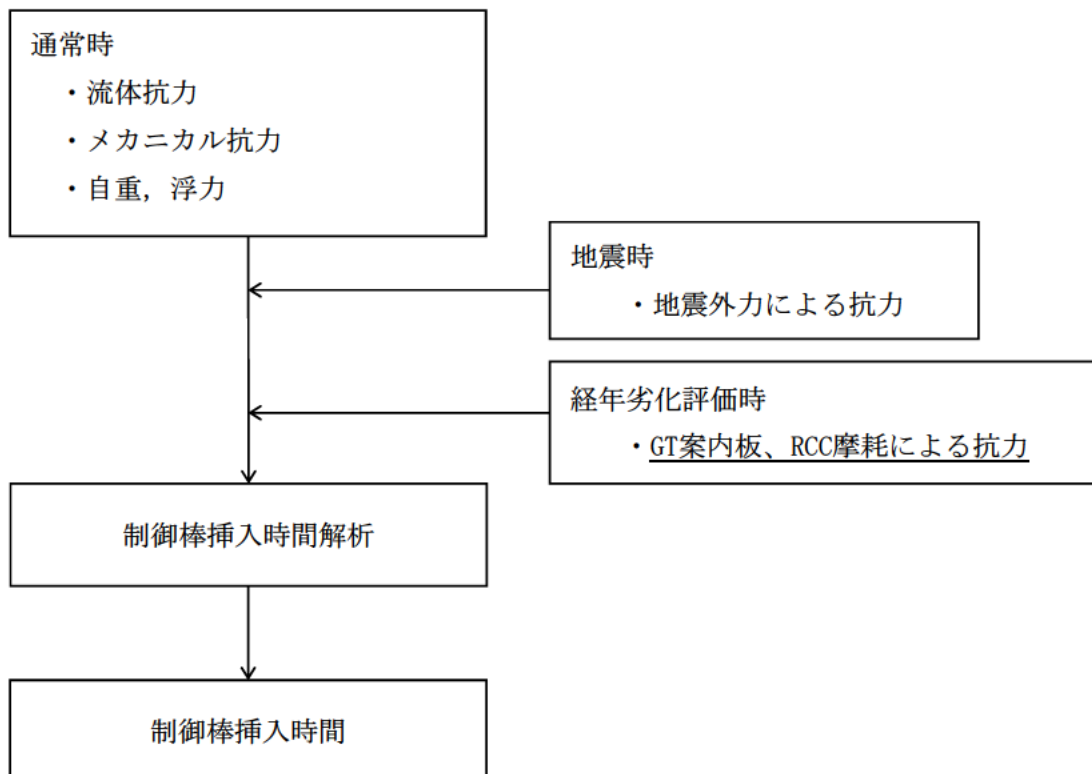 通常時
・流体抗力
・メカニカル抗力
・自重，浮力
地震時
・地震外力による抗力
経年劣化評価時
・GT案内板、RCC摩耗による抗力
制御棒挿入時間解析
制御棒挿入時間